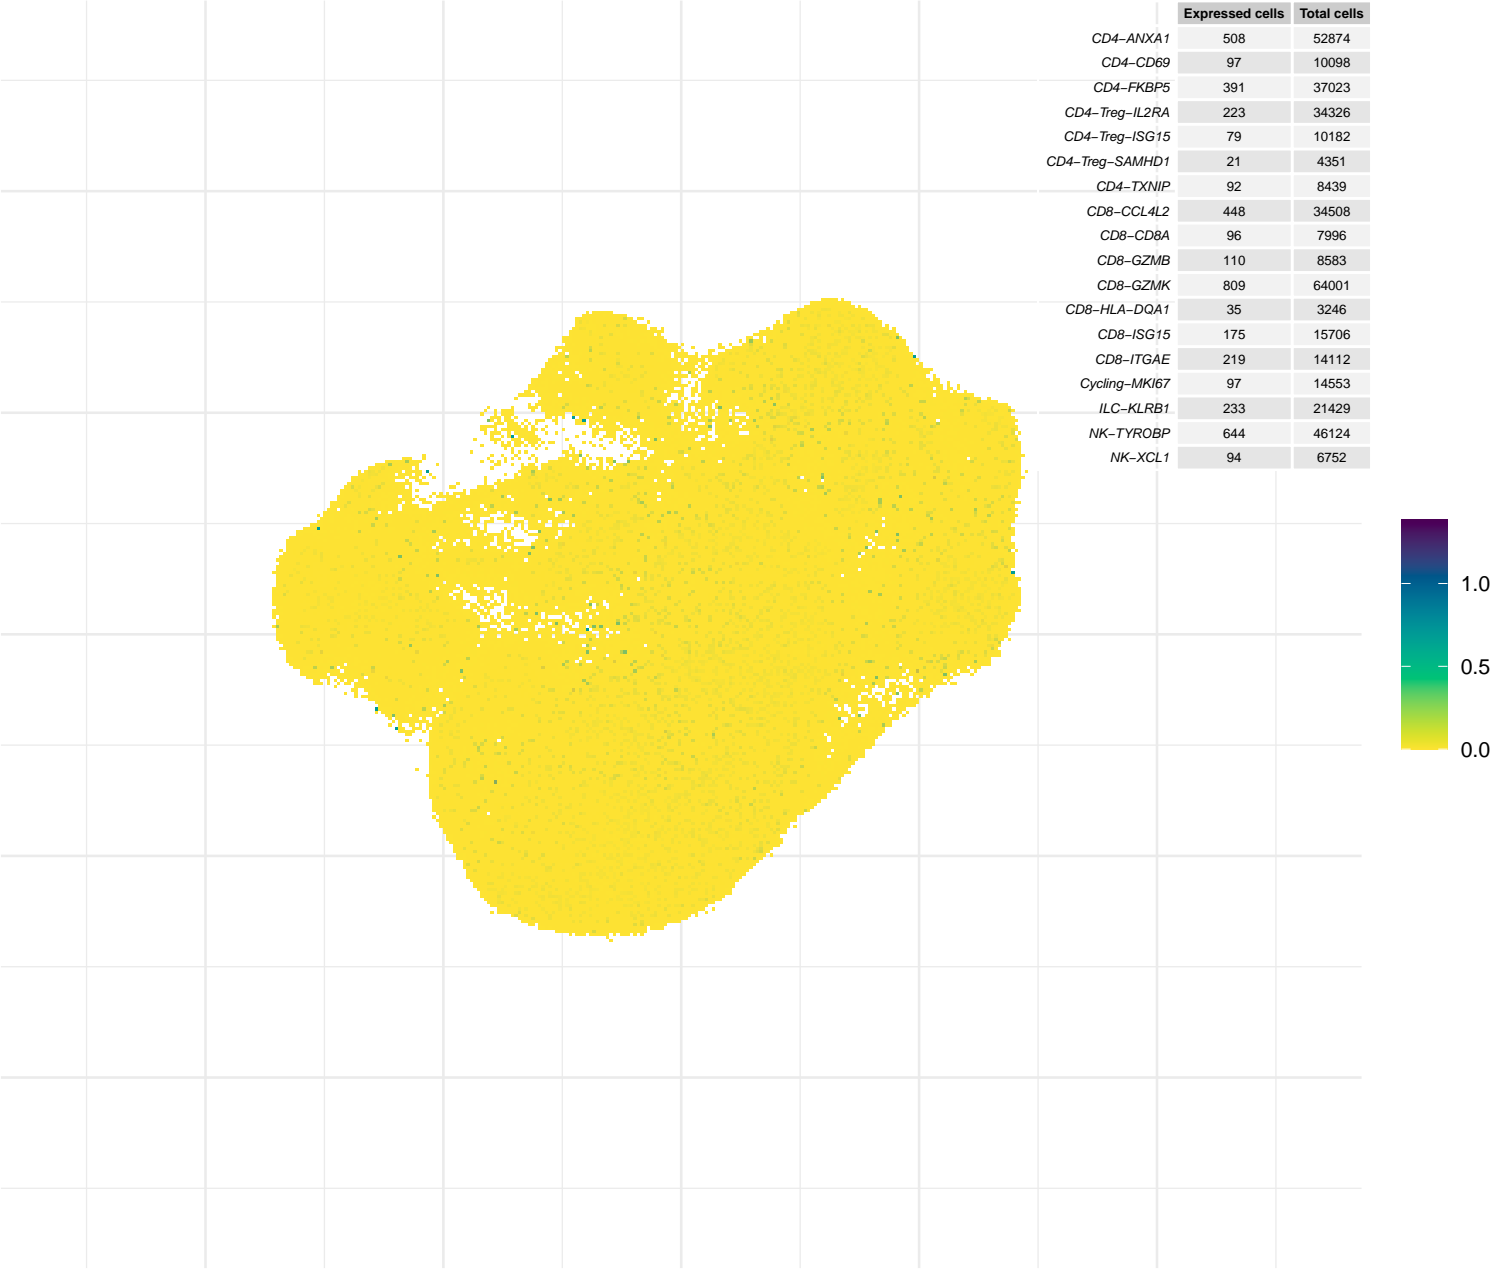 Expressed cells Total cells
CD4−ANXA1 508 52874
CD4−CD69 97 10098
CD4−FKBP5 391 37023
CD4−Treg−IL2RA 223 34326
CD4−Treg−ISG15 79 10182
CD4−Treg−SAMHD1 21 4351
CD4−TXNIP 92 8439
CD8−CCL4L2 448 34508
CD8−CD8A 96 7996
CD8−GZMB 110 8583
CD8−GZMK 809 64001
CD8−HLA−DQA1 35 3246
CD8−ISG15 175 15706
CD8−ITGAE 219 14112
Cycling−MKI67 97 14553
ILC−KLRB1 233 21429
NK−TYROBP 644 46124
NK−XCL1 94 6752
1.0
0.5
0.0